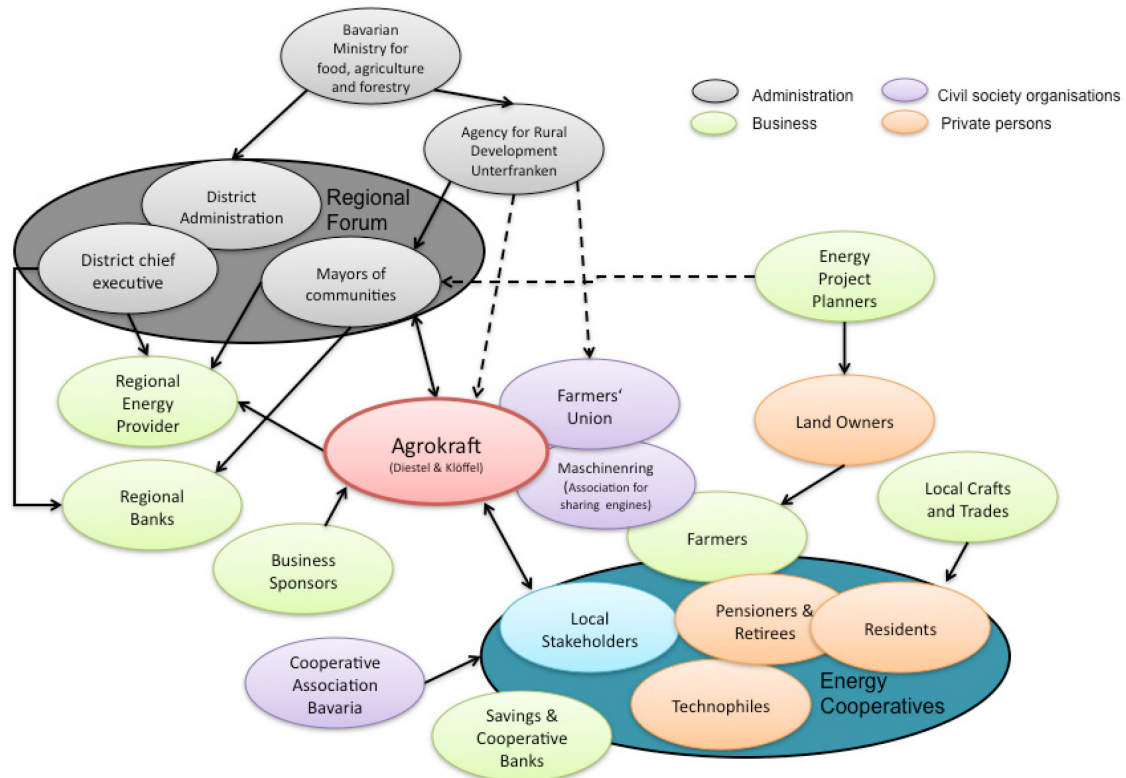 Bavarian
Ministry for
food, agriculture
and forestry
Administration
Civil society organisations
Business
Private persons
Agency for Rural
Development
Unterfranken
District
Administration
Regional
Forum
District chief
executive
Mayors of
communities
Energy
Project
Planners
Regional
Energy
Provider
Farmers‘
Union
Land Owners
Agrokraft
(Diestel & Klöffel)
Maschinenring
(Association for
sharing engines)
Regional
Banks
Local Crafts
and Trades
Business
Sponsors
Farmers
Local
Stakeholders
Pensioners &
Retirees
Residents
Cooperative
Association
Bavaria
Technophiles
Energy
Cooperatives
Savings &
Cooperative
Banks